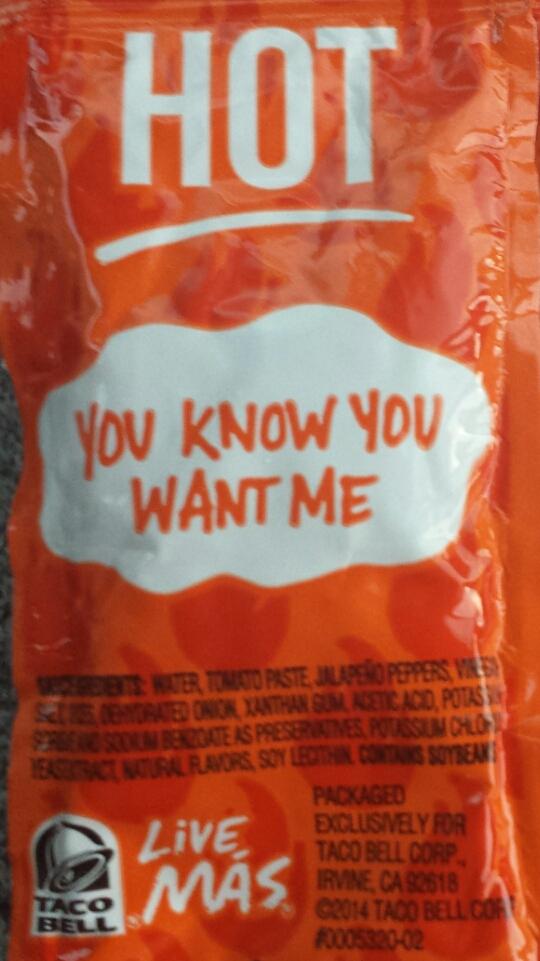 HOT
YOU KNOW YOU
WANT ME
INGREDIENTS: WATER, TOMATO PASTE, JALAPEÑO PEPPERS,
DEHYDRATED ONION, XANTHAN GUM, ACETIC ACID,
AND SODIUM BENZOATE AS PRESERVATIVES, POTASSIUM
NATURAL FLAVORS, SOY LECITHIN. CONTAINS SOYBEANS
PACKAGED
EXCLUSIVELY FOR
TACO BELL CORP.,
IRVINE, CA 92618
©2014 TACO BELL CORP
#0005320-02
LIVE
MÁS
TACO
BELL